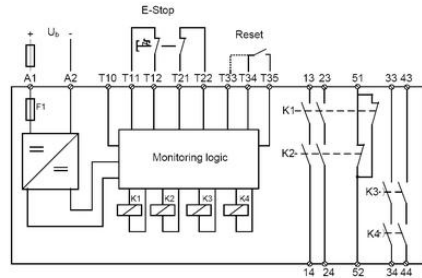 E-Stop
+ Ub - Reset
A1 A2 T10 T11 T12 T21 T22 T33 T34 T35 13 23 51 33 43
F1
K1
Monitoring logic K2
K3
K1 K2 K3 K4
K4
14 24 52 34 44